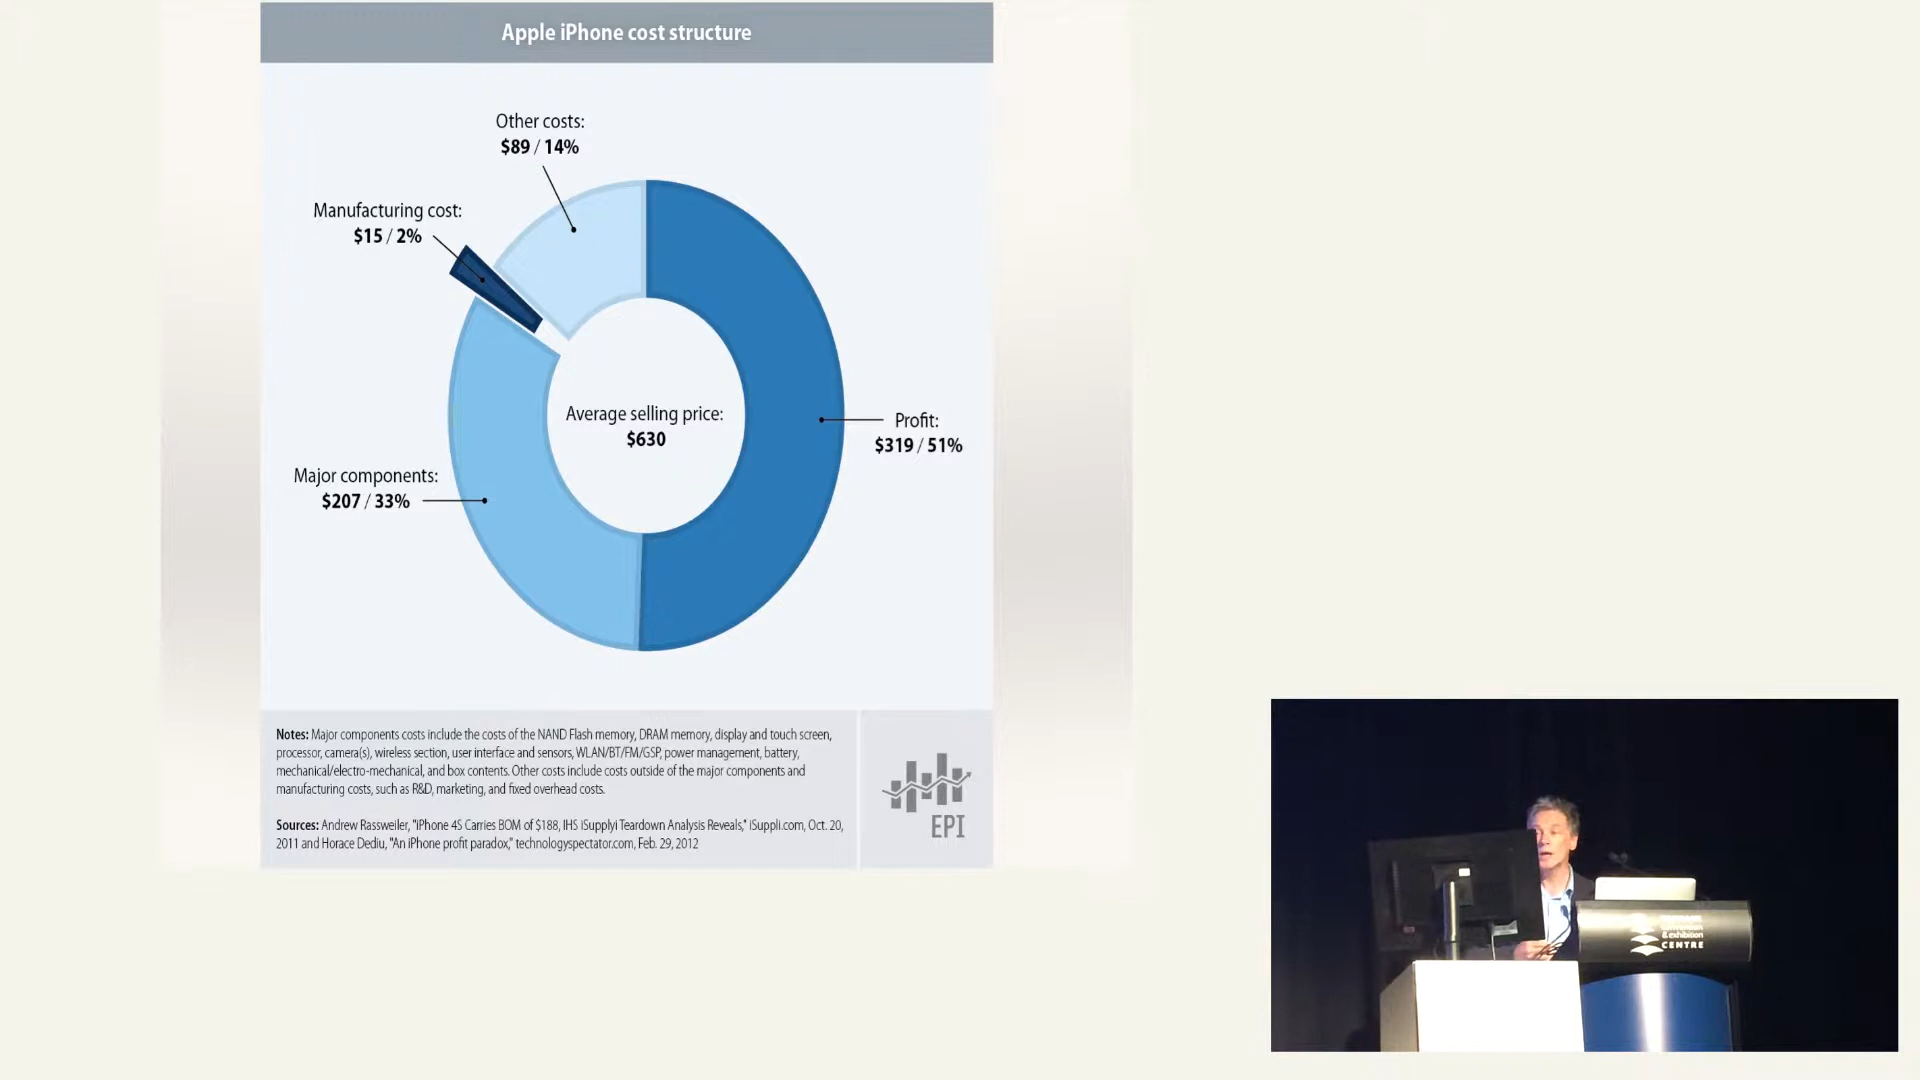 Apple iPhone cost structure
Other costs:
$89 / 14%
Manufacturing cost:
$15 / 2%
Average selling price:
$630
Profit:
$319 / 51%
Major components:
$207 / 33%
Notes: Major components costs include the costs of the NAND Flash memory, DRAM memory, display and touch screen,
processor, camera(s), wireless section, user interface and sensors, WLAN/BT/FM/GSP, power management, battery,
mechanical/electro-mechanical, and box contents. Other costs include costs outside of the major components and
manufacturing costs, such as R&D, marketing, and fixed overhead costs.
Sources: Andrew Rassweiler, "iPhone 4S Carries BOM of $188, IHS iSupplyi Teardown Analysis Reveals," iSuppli.com, Oct. 20,
2011 and Horace Dediu, "An iPhone profit paradox," technologyspectator.com, Feb. 29, 2012
EPI
& exhibition
CENTRE